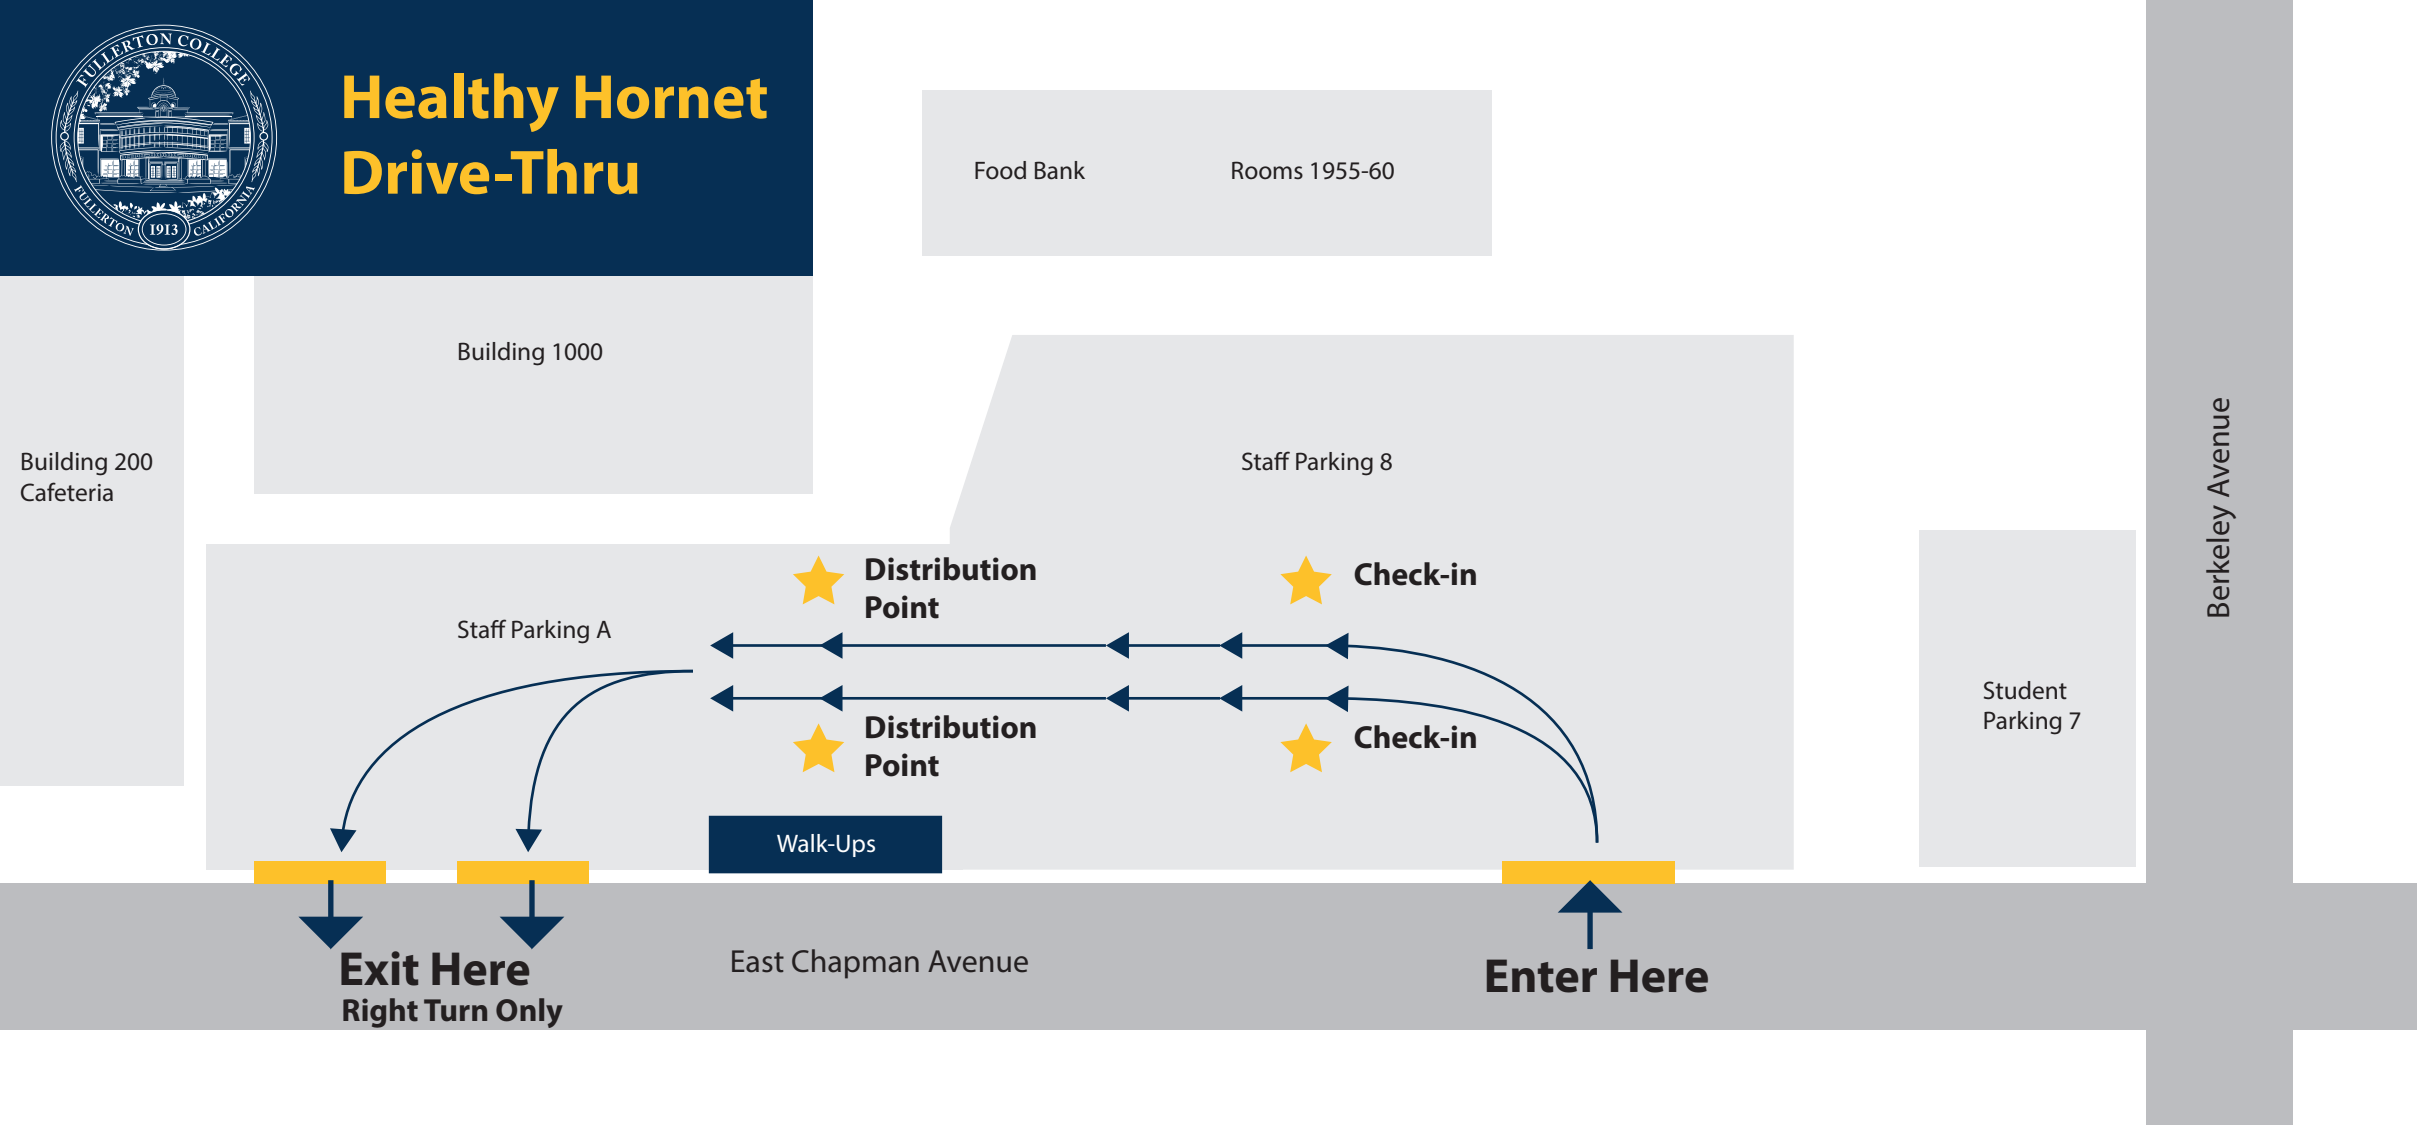 FULLERTON COLLEGE
FULLERTON
1913
CALIFORNIA
Healthy Hornet
Drive-Thru
Food Bank
Rooms 1955-60
Building 1000
Building 200
Cafeteria
Staff Parking 8
Berkeley Avenue
Distribution
Point
Check-in
Staff Parking A
Distribution
Point
Check-in
Student
Parking 7
Walk-Ups
East Chapman Avenue
Exit Here
Right Turn Only
Enter Here